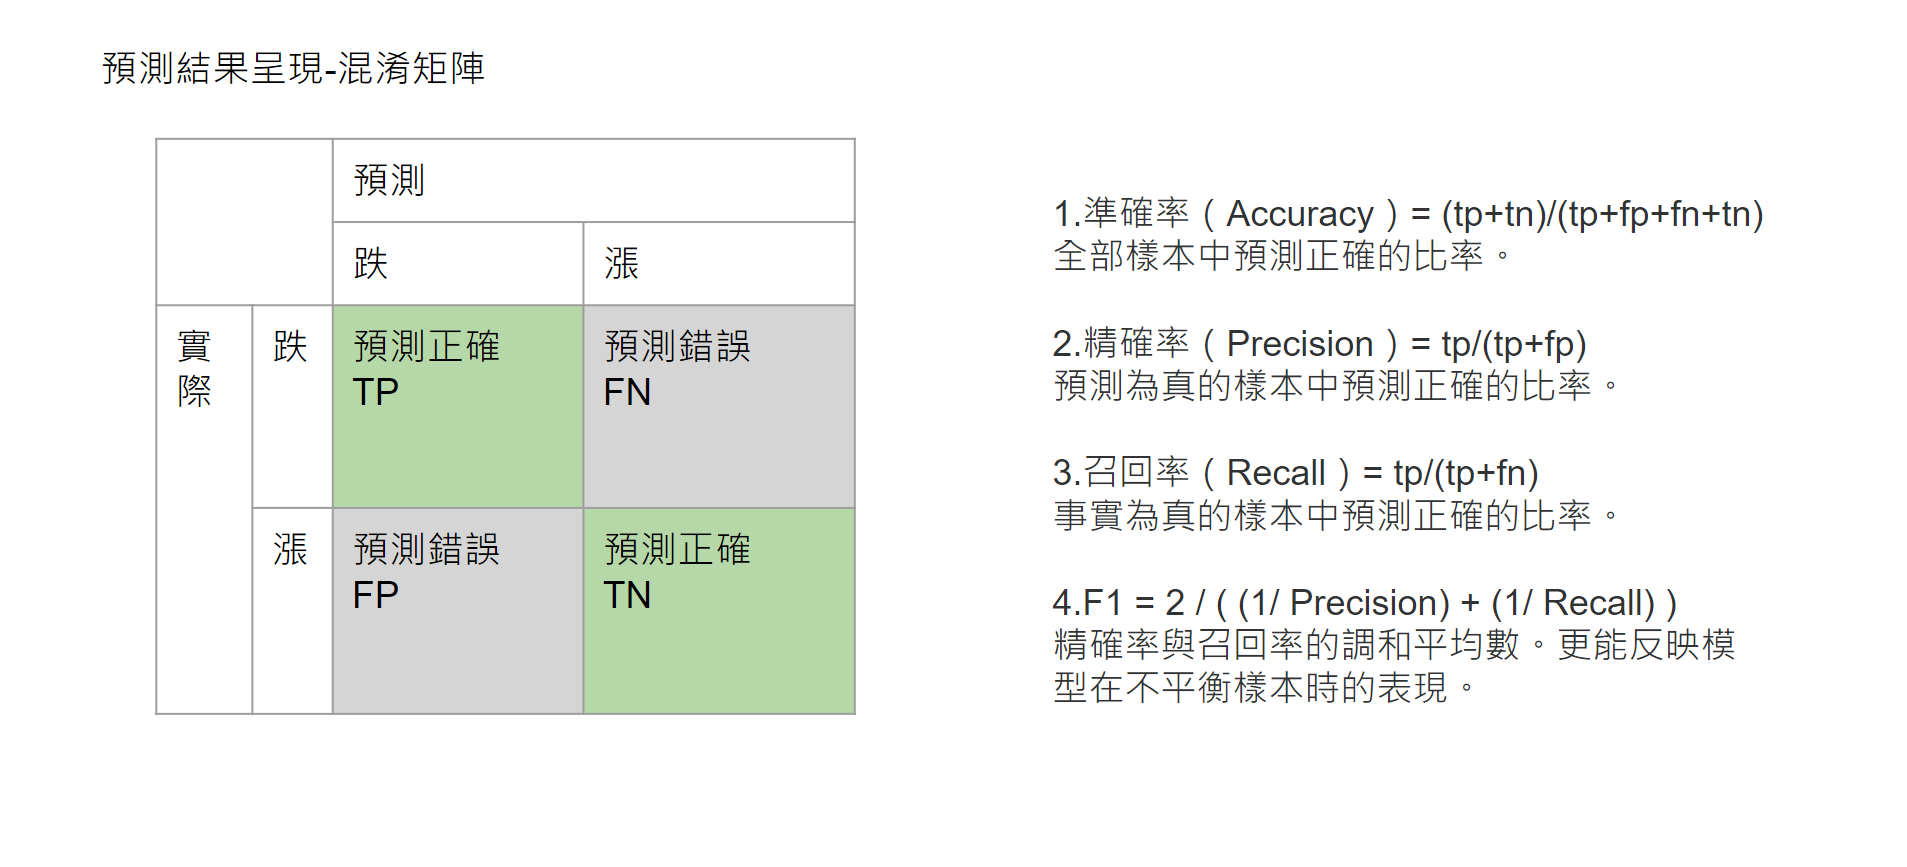 預測結果呈現-混淆矩陣
預測
跌
漲
實
際
跌
預測正確
TP
預測錯誤
FN
漲
預測錯誤
FP
預測正確
TN
1.準確率（Accuracy）= (tp+tn)/(tp+fp+fn+tn)
全部樣本中預測正確的比率。
2.精確率（Precision）= tp/(tp+fp)
預測為真的樣本中預測正確的比率。
3.召回率（Recall）= tp/(tp+fn)
事實為真的樣本中預測正確的比率。
4.F1 = 2 / ( (1/ Precision) + (1/ Recall) )
精確率與召回率的調和平均數。更能反映模
型在不平衡樣本時的表現。